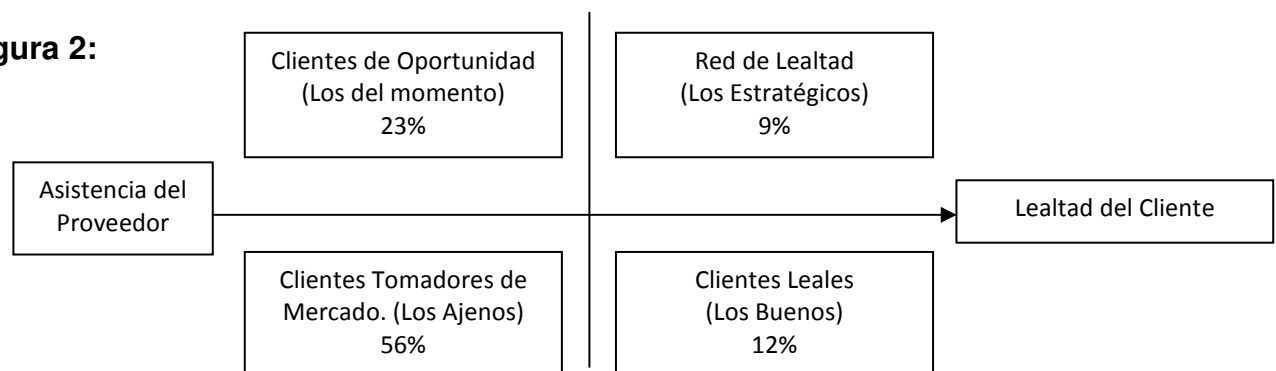 gura 2:
Clientes de Oportunidad
(Los del momento)
23%
Red de Lealtad
(Los Estratégicos)
9%
Asistencia del
Proveedor
Lealtad del Cliente
Clientes Tomadores de
Mercado. (Los Ajenos)
56%
Clientes Leales
(Los Buenos)
12%